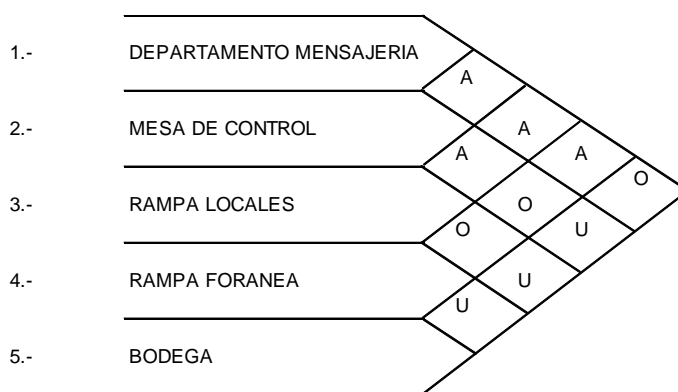 1.- DEPARTAMENTO MENSAJERIA
A
2.- MESA DE CONTROL
A
A
A
O
3.- RAMPA LOCALES
O
O
U
4.- RAMPA FORANEA
U
U
5.- BODEGA